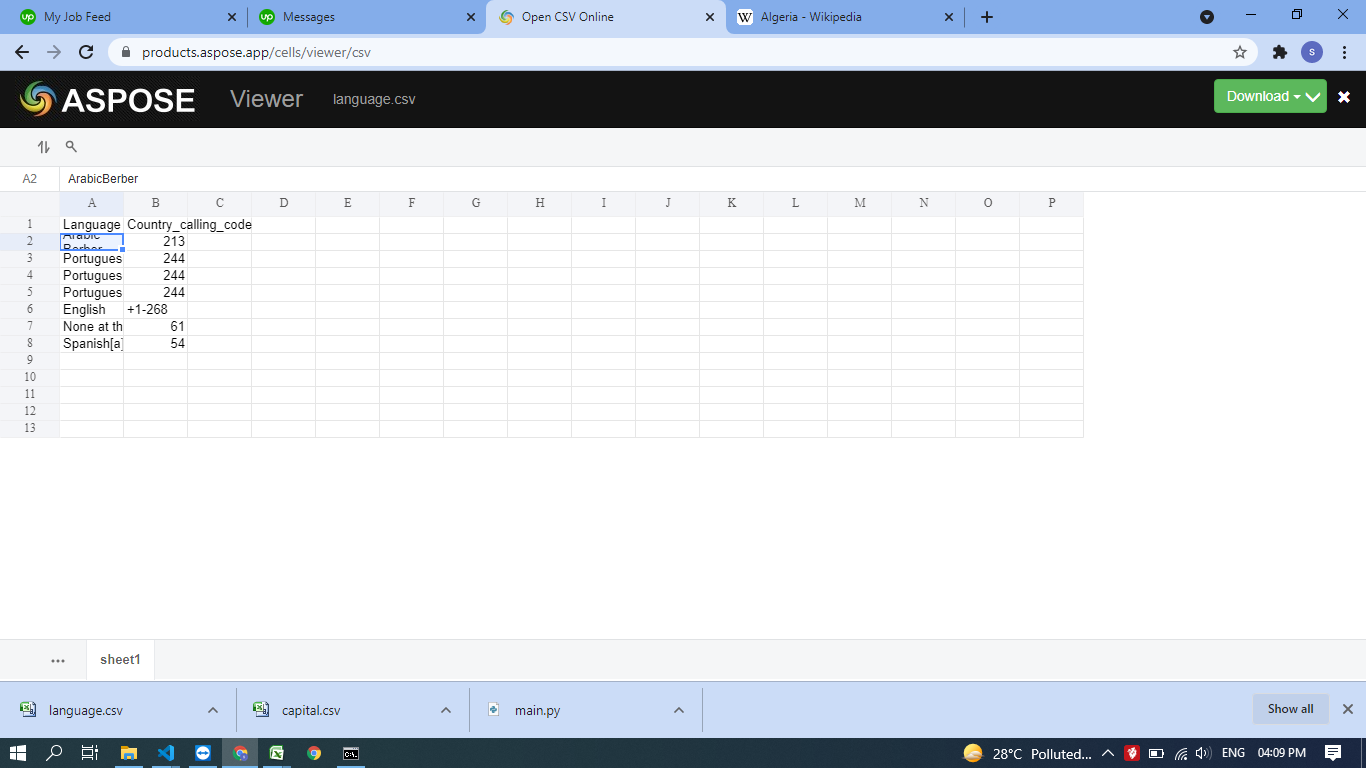 up My Job Feed
up Messages
Open CSV Online
W Algeria - Wikipedia
products.aspose.app/cells/viewer/csv
S
ASPOSE Viewer language.csv Download
A2 ArabicBerber
A B C D E F G H I J K L M N O P
1 Language Country_calling_code
2 Arabic Berber 213
3 Portugues 244
4 Portugues 244
5 Portugues 244
6 English +1-268
7 None at th 61
8 Spanish[a] 54
9
10
11
12
13
... sheet1
language.csv
capital.csv
main.py
Show all
28°C Polluted... ENG 04:09 PM